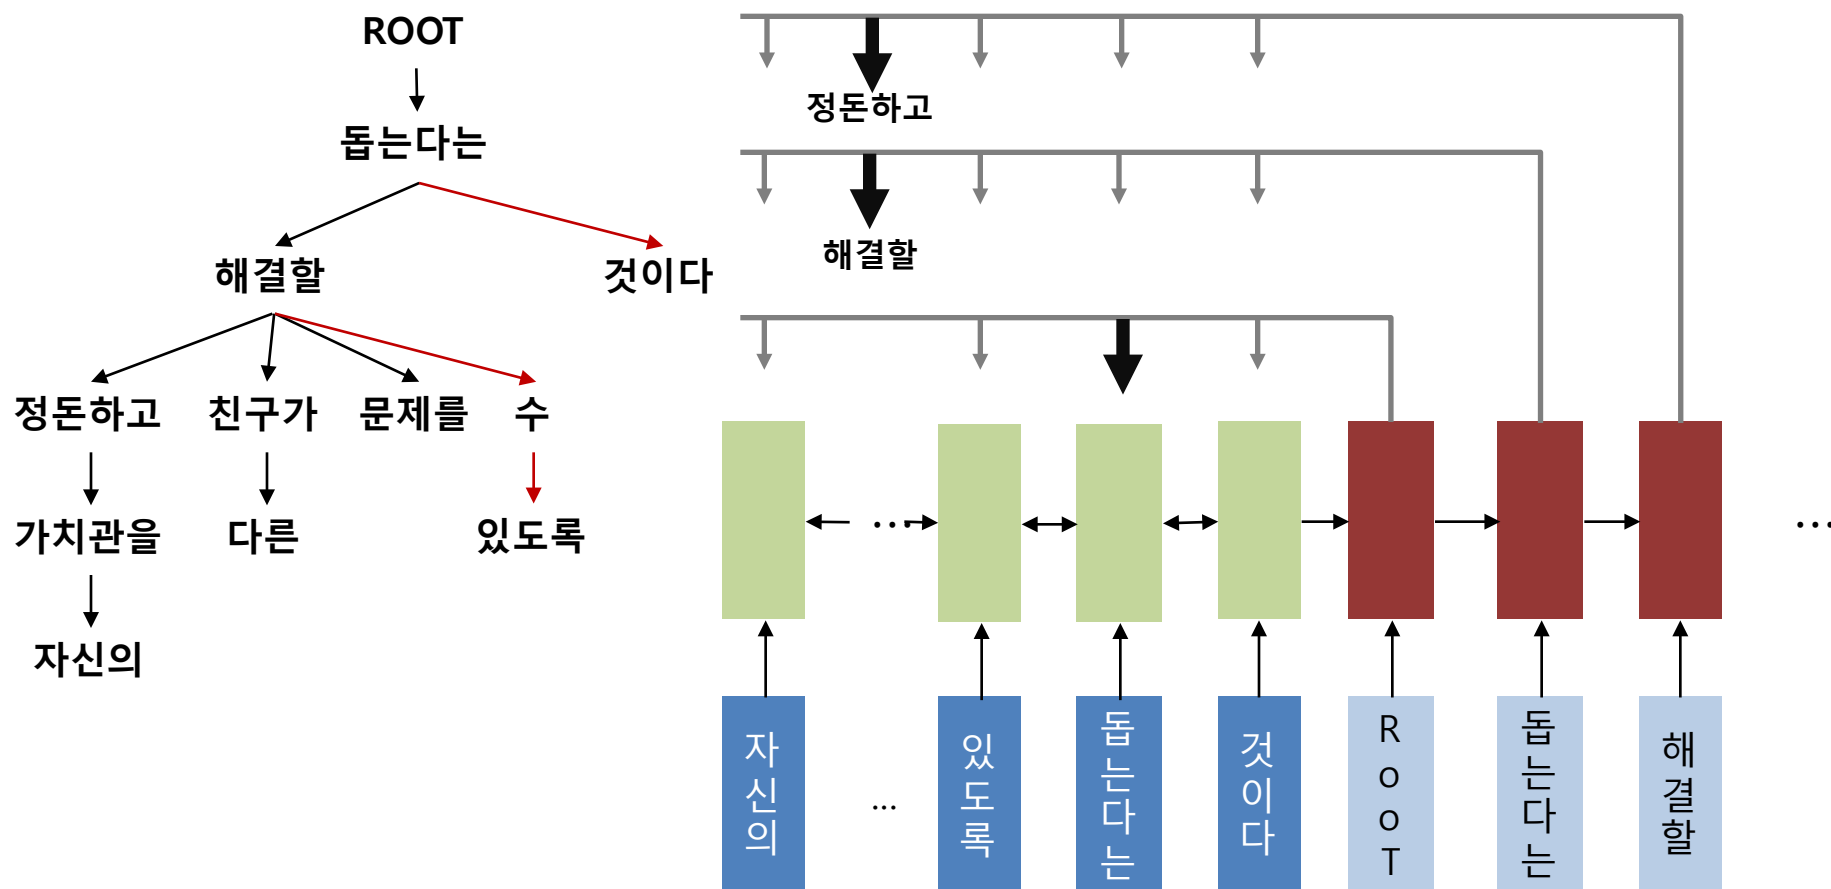 ROOT
돕는다는
해결할
것이다
정돈하고
친구가
문제를
수
가치관을
다른
있도록
자신의
정돈하고
해결할
...
...
자신의
...
있도록
돕는다는
것이다
RooT
돕는다는
해결할